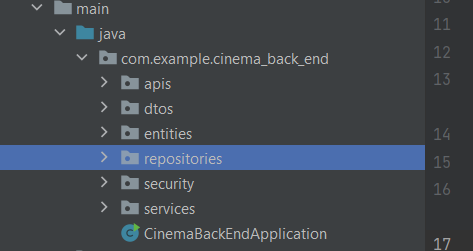 main
java
com.example.cinema_back_end
apis
dtos
entities
repositories
security
services
CinemaBackEndApplication
11
12
13
14
15
16
17